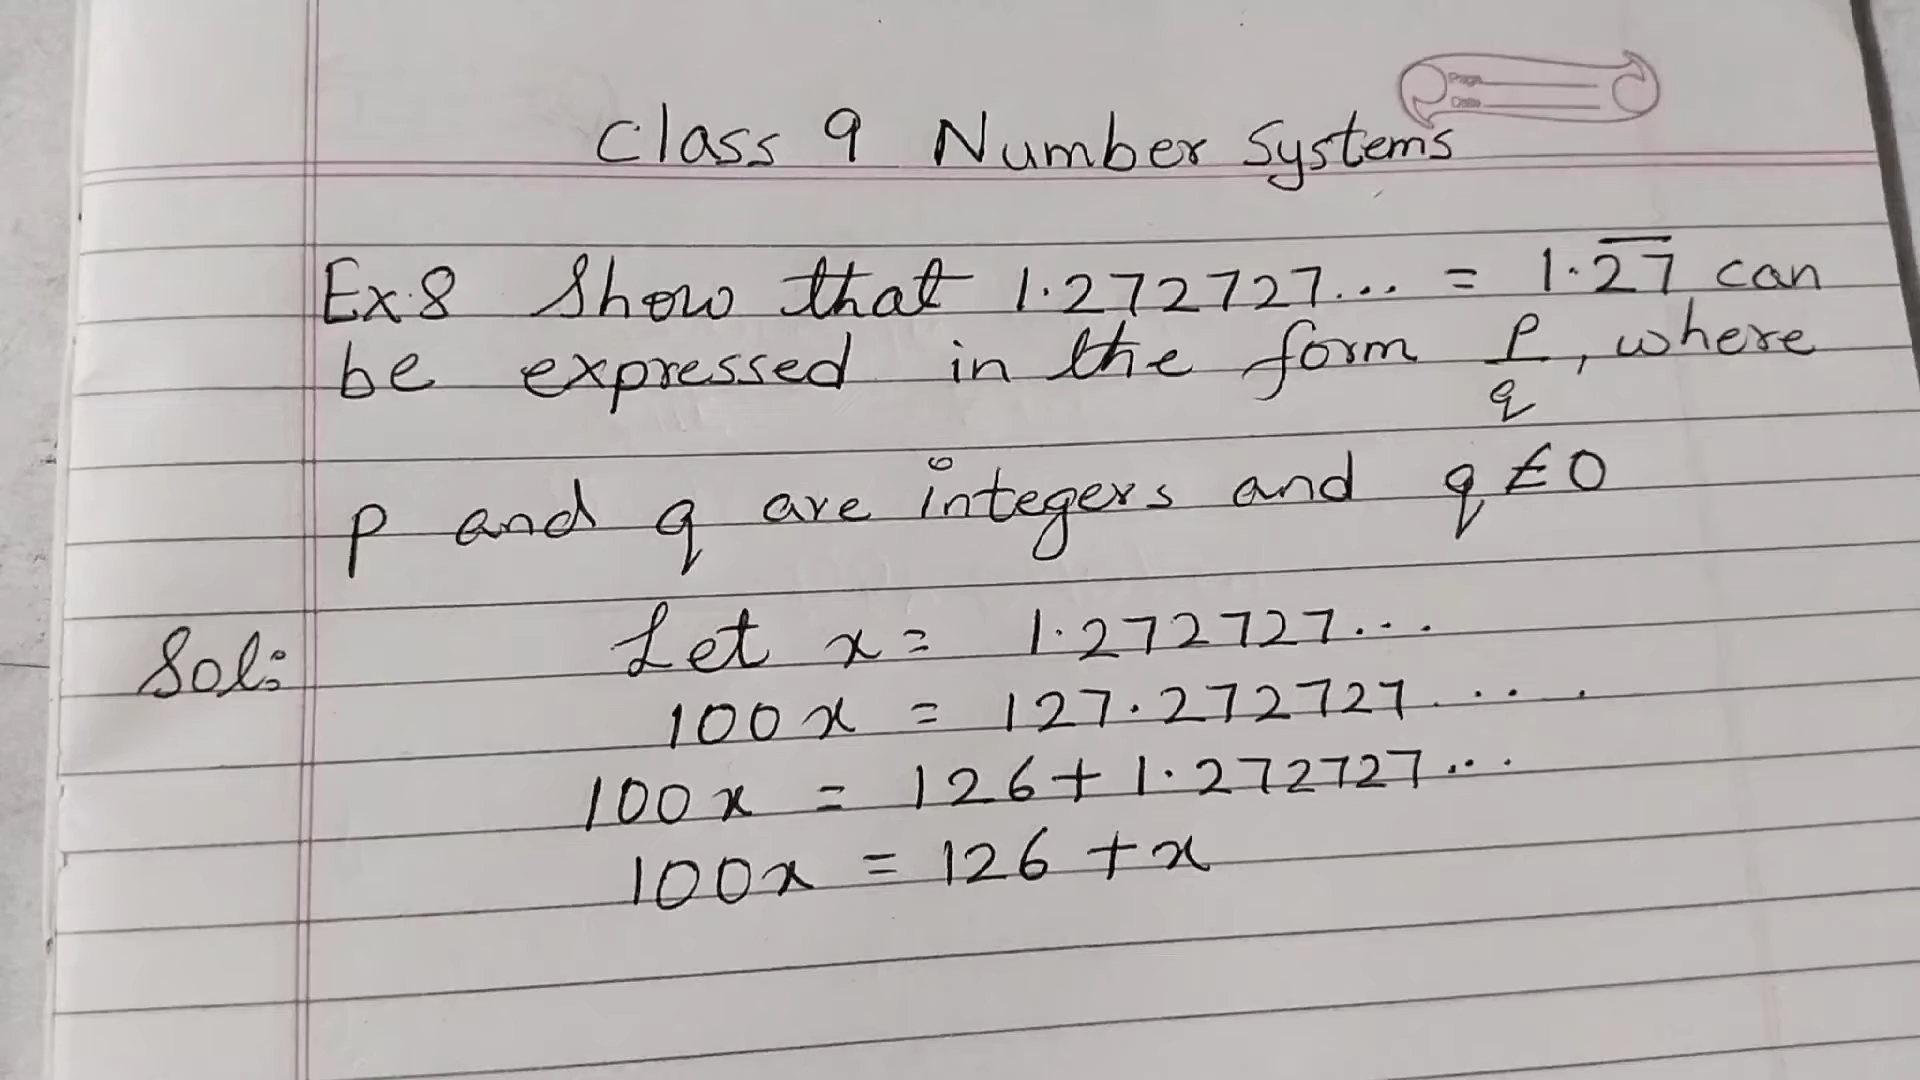 Page
Date
Class 9 Number Systems
Ex.8 Show that 1.272727... = 1.2̅7̅ can
be expressed in the form p/q, where
p and q are integers and q ≠ 0
Sol: Let x = 1.272727...
100x = 127.272727.....
100x = 126 + 1.272727...
100x = 126 + x